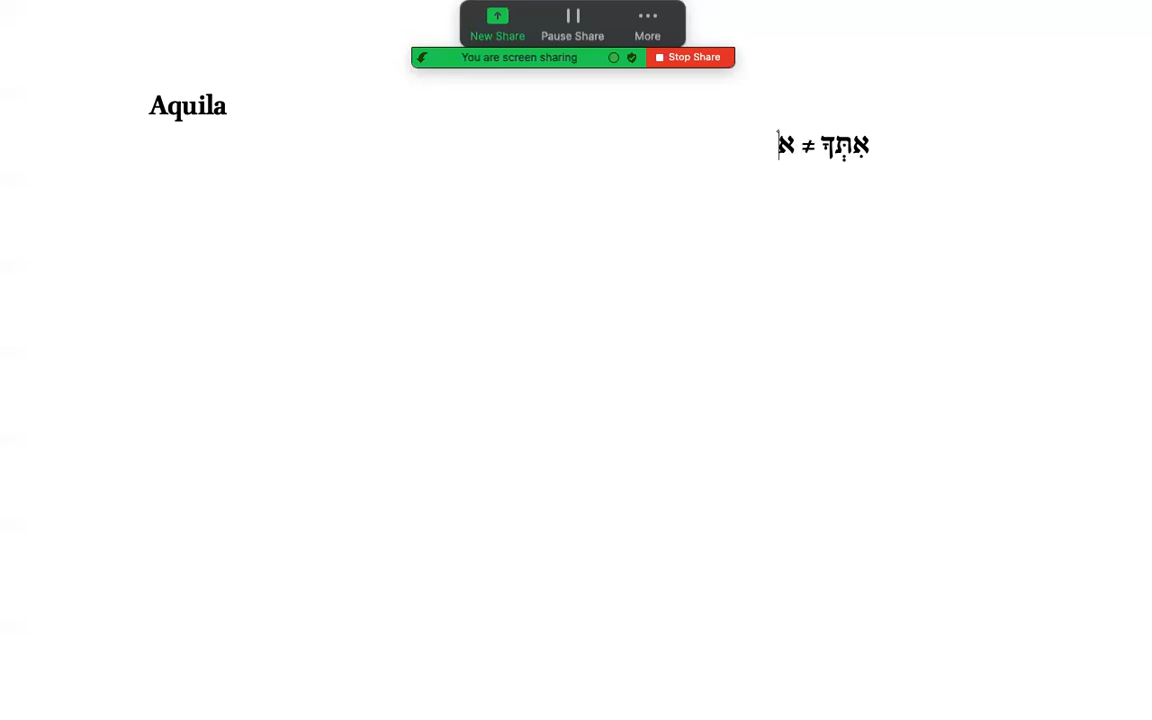 New Share
Pause Share
More
You are screen sharing
Stop Share
Aquila
אִתְּךָ ≠ א